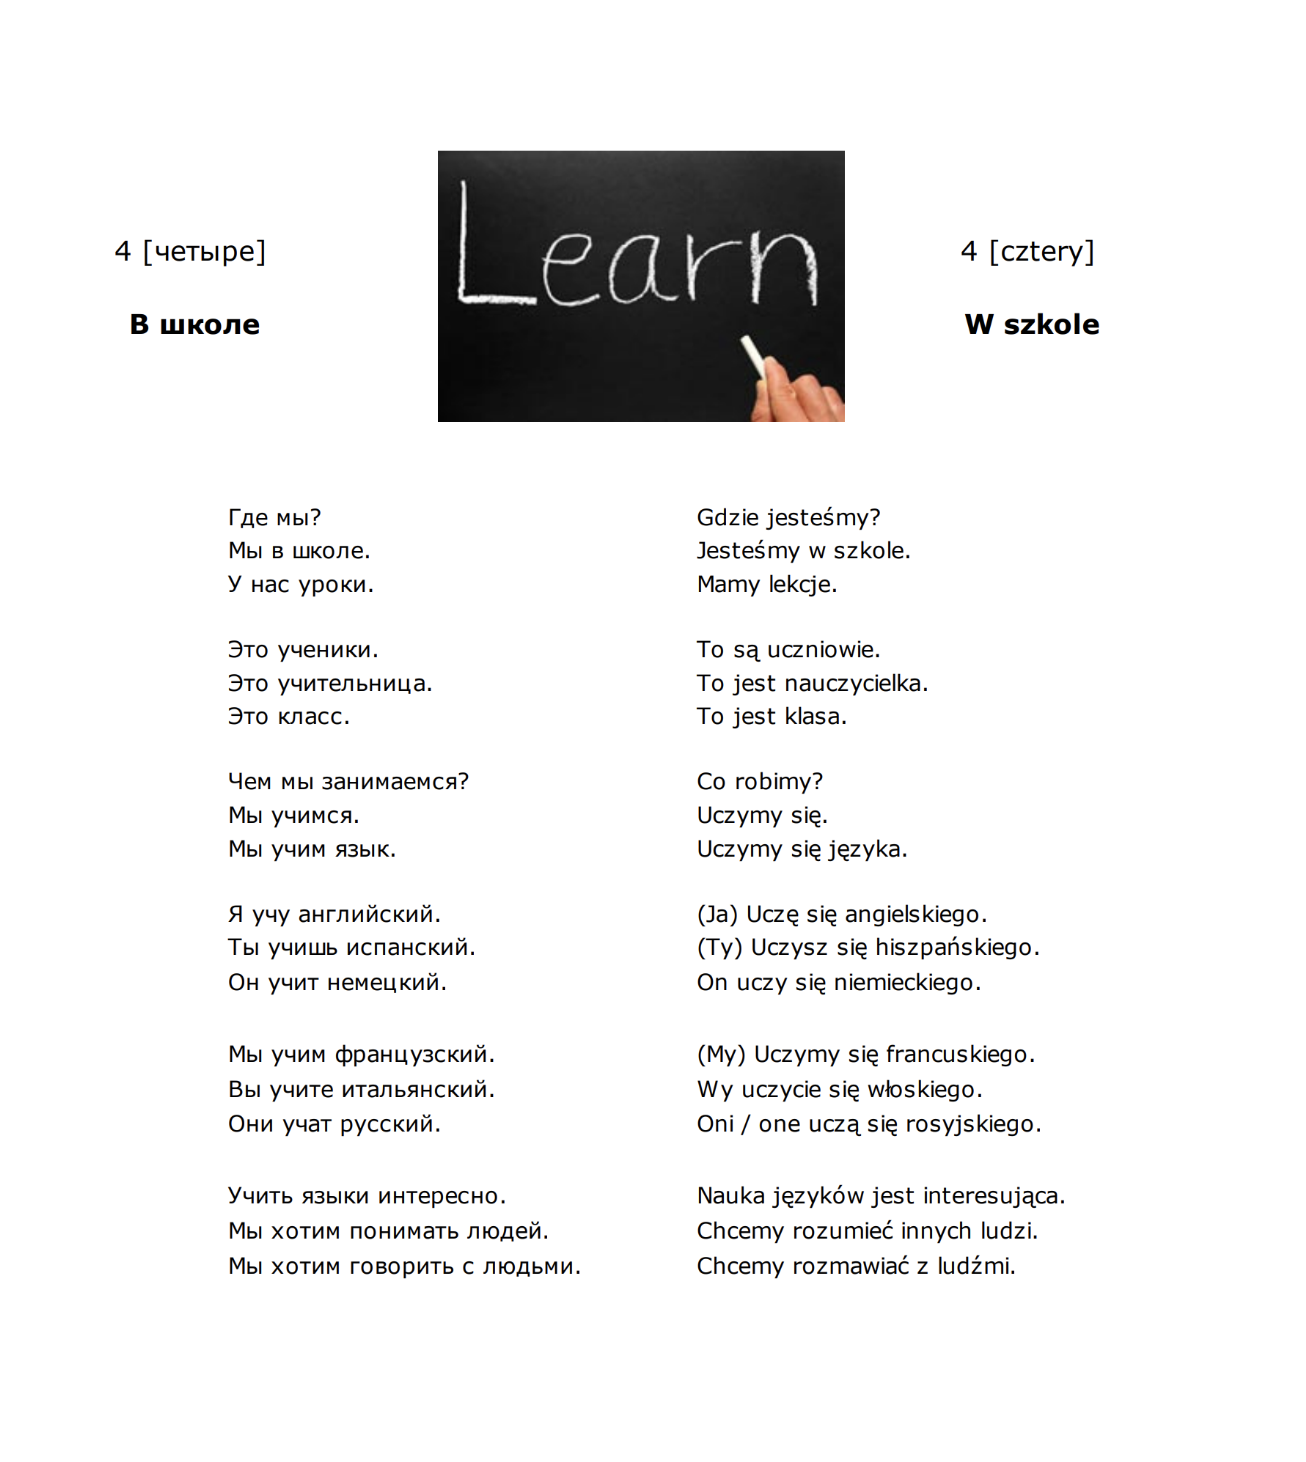 4 [четыре]
В школе
Learn
4 [cztery]
W szkole
Где мы?
Мы в школе.
У нас уроки.
Это ученики.
Это учительница.
Это класс.
Чем мы занимаемся?
Мы учимся.
Мы учим язык.
Я учу английский.
Ты учишь испанский.
Он учит немецкий.
Мы учим французский.
Вы учите итальянский.
Они учат русский.
Учить языки интересно.
Мы хотим понимать людей.
Мы хотим говорить с людьми.
Gdzie jesteśmy?
Jesteśmy w szkole.
Mamy lekcje.
To są uczniowie.
To jest nauczycielka.
To jest klasa.
Co robimy?
Uczymy się.
Uczymy się języka.
(Ja) Uczę się angielskiego.
(Ty) Uczysz się hiszpańskiego.
On uczy się niemieckiego.
(My) Uczymy się francuskiego.
Wy uczycie się włoskiego.
Oni / one uczą się rosyjskiego.
Nauka języków jest interesująca.
Chcemy rozumieć innych ludzi.
Chcemy rozmawiać z ludźmi.